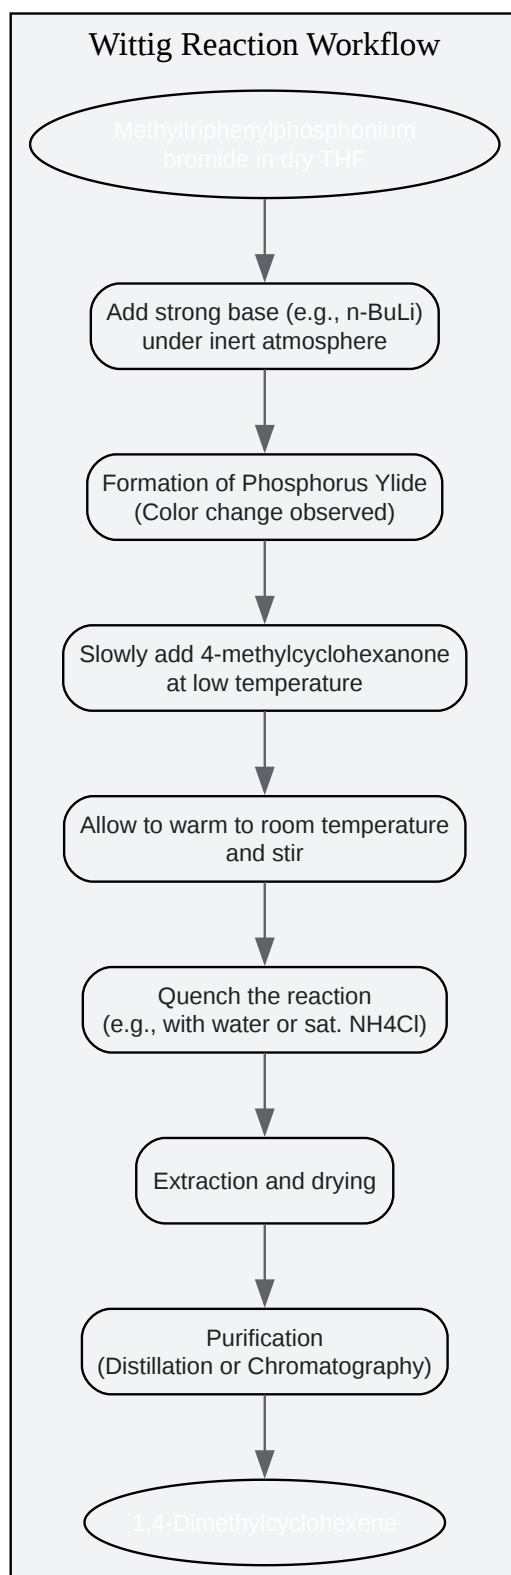 Wittig Reaction Workflow
Methyltriphenylphosphonium
bromide in dry THF
Add strong base (e.g., n-BuLi)
under inert atmosphere
Formation of Phosphorus Ylide
(Color change observed)
Slowly add 4-methylcyclohexanone
at low temperature
Allow to warm to room temperature
and stir
Quench the reaction
(e.g., with water or sat. NH4Cl)
Extraction and drying
Purification
(Distillation or Chromatography)
1,4-Dimethylcyclohexene